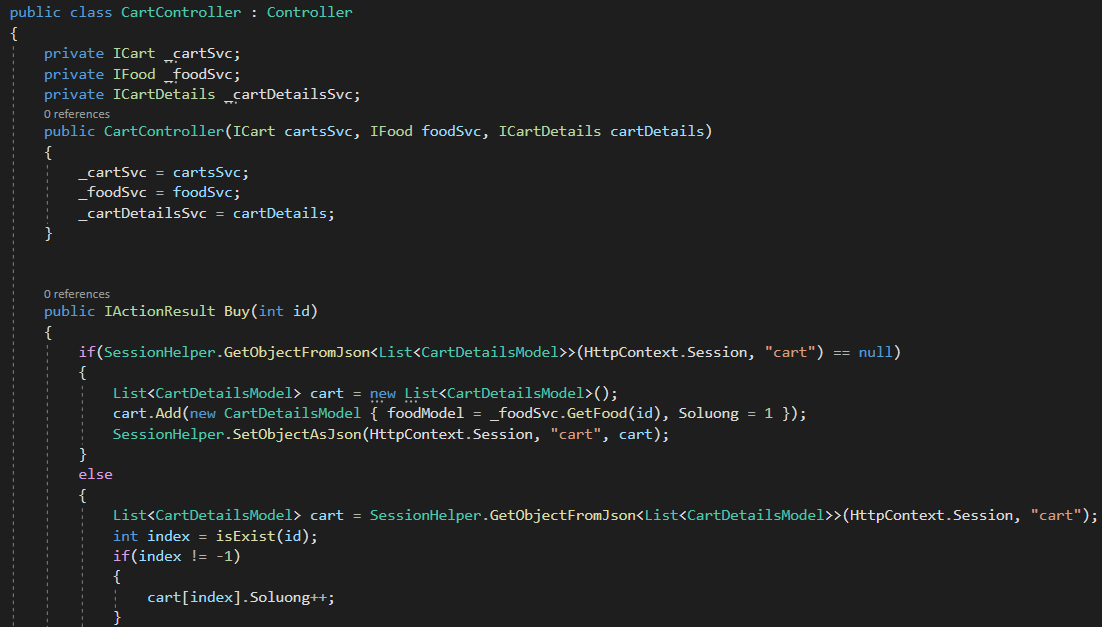 public class CartController : Controller
{
private ICart _cartSvc;
private IFood _foodSvc;
private ICartDetails _cartDetailsSvc;
0 references
public CartController(ICart cartsSvc, IFood foodSvc, ICartDetails cartDetails)
{
_cartSvc = cartsSvc;
_foodSvc = foodSvc;
_cartDetailsSvc = cartDetails;
}
0 references
public IActionResult Buy(int id)
{
if(SessionHelper.GetObjectFromJson<List<CartDetailsModel>>(HttpContext.Session, "cart") == null)
{
List<CartDetailsModel> cart = new List<CartDetailsModel>();
cart.Add(new CartDetailsModel { foodModel = _foodSvc.GetFood(id), Soluong = 1 });
SessionHelper.SetObjectAsJson(HttpContext.Session, "cart", cart);
}
else
{
List<CartDetailsModel> cart = SessionHelper.GetObjectFromJson<List<CartDetailsModel>>(HttpContext.Session, "cart");
int index = isExist(id);
if(index != -1)
{
cart[index].Soluong++;
}